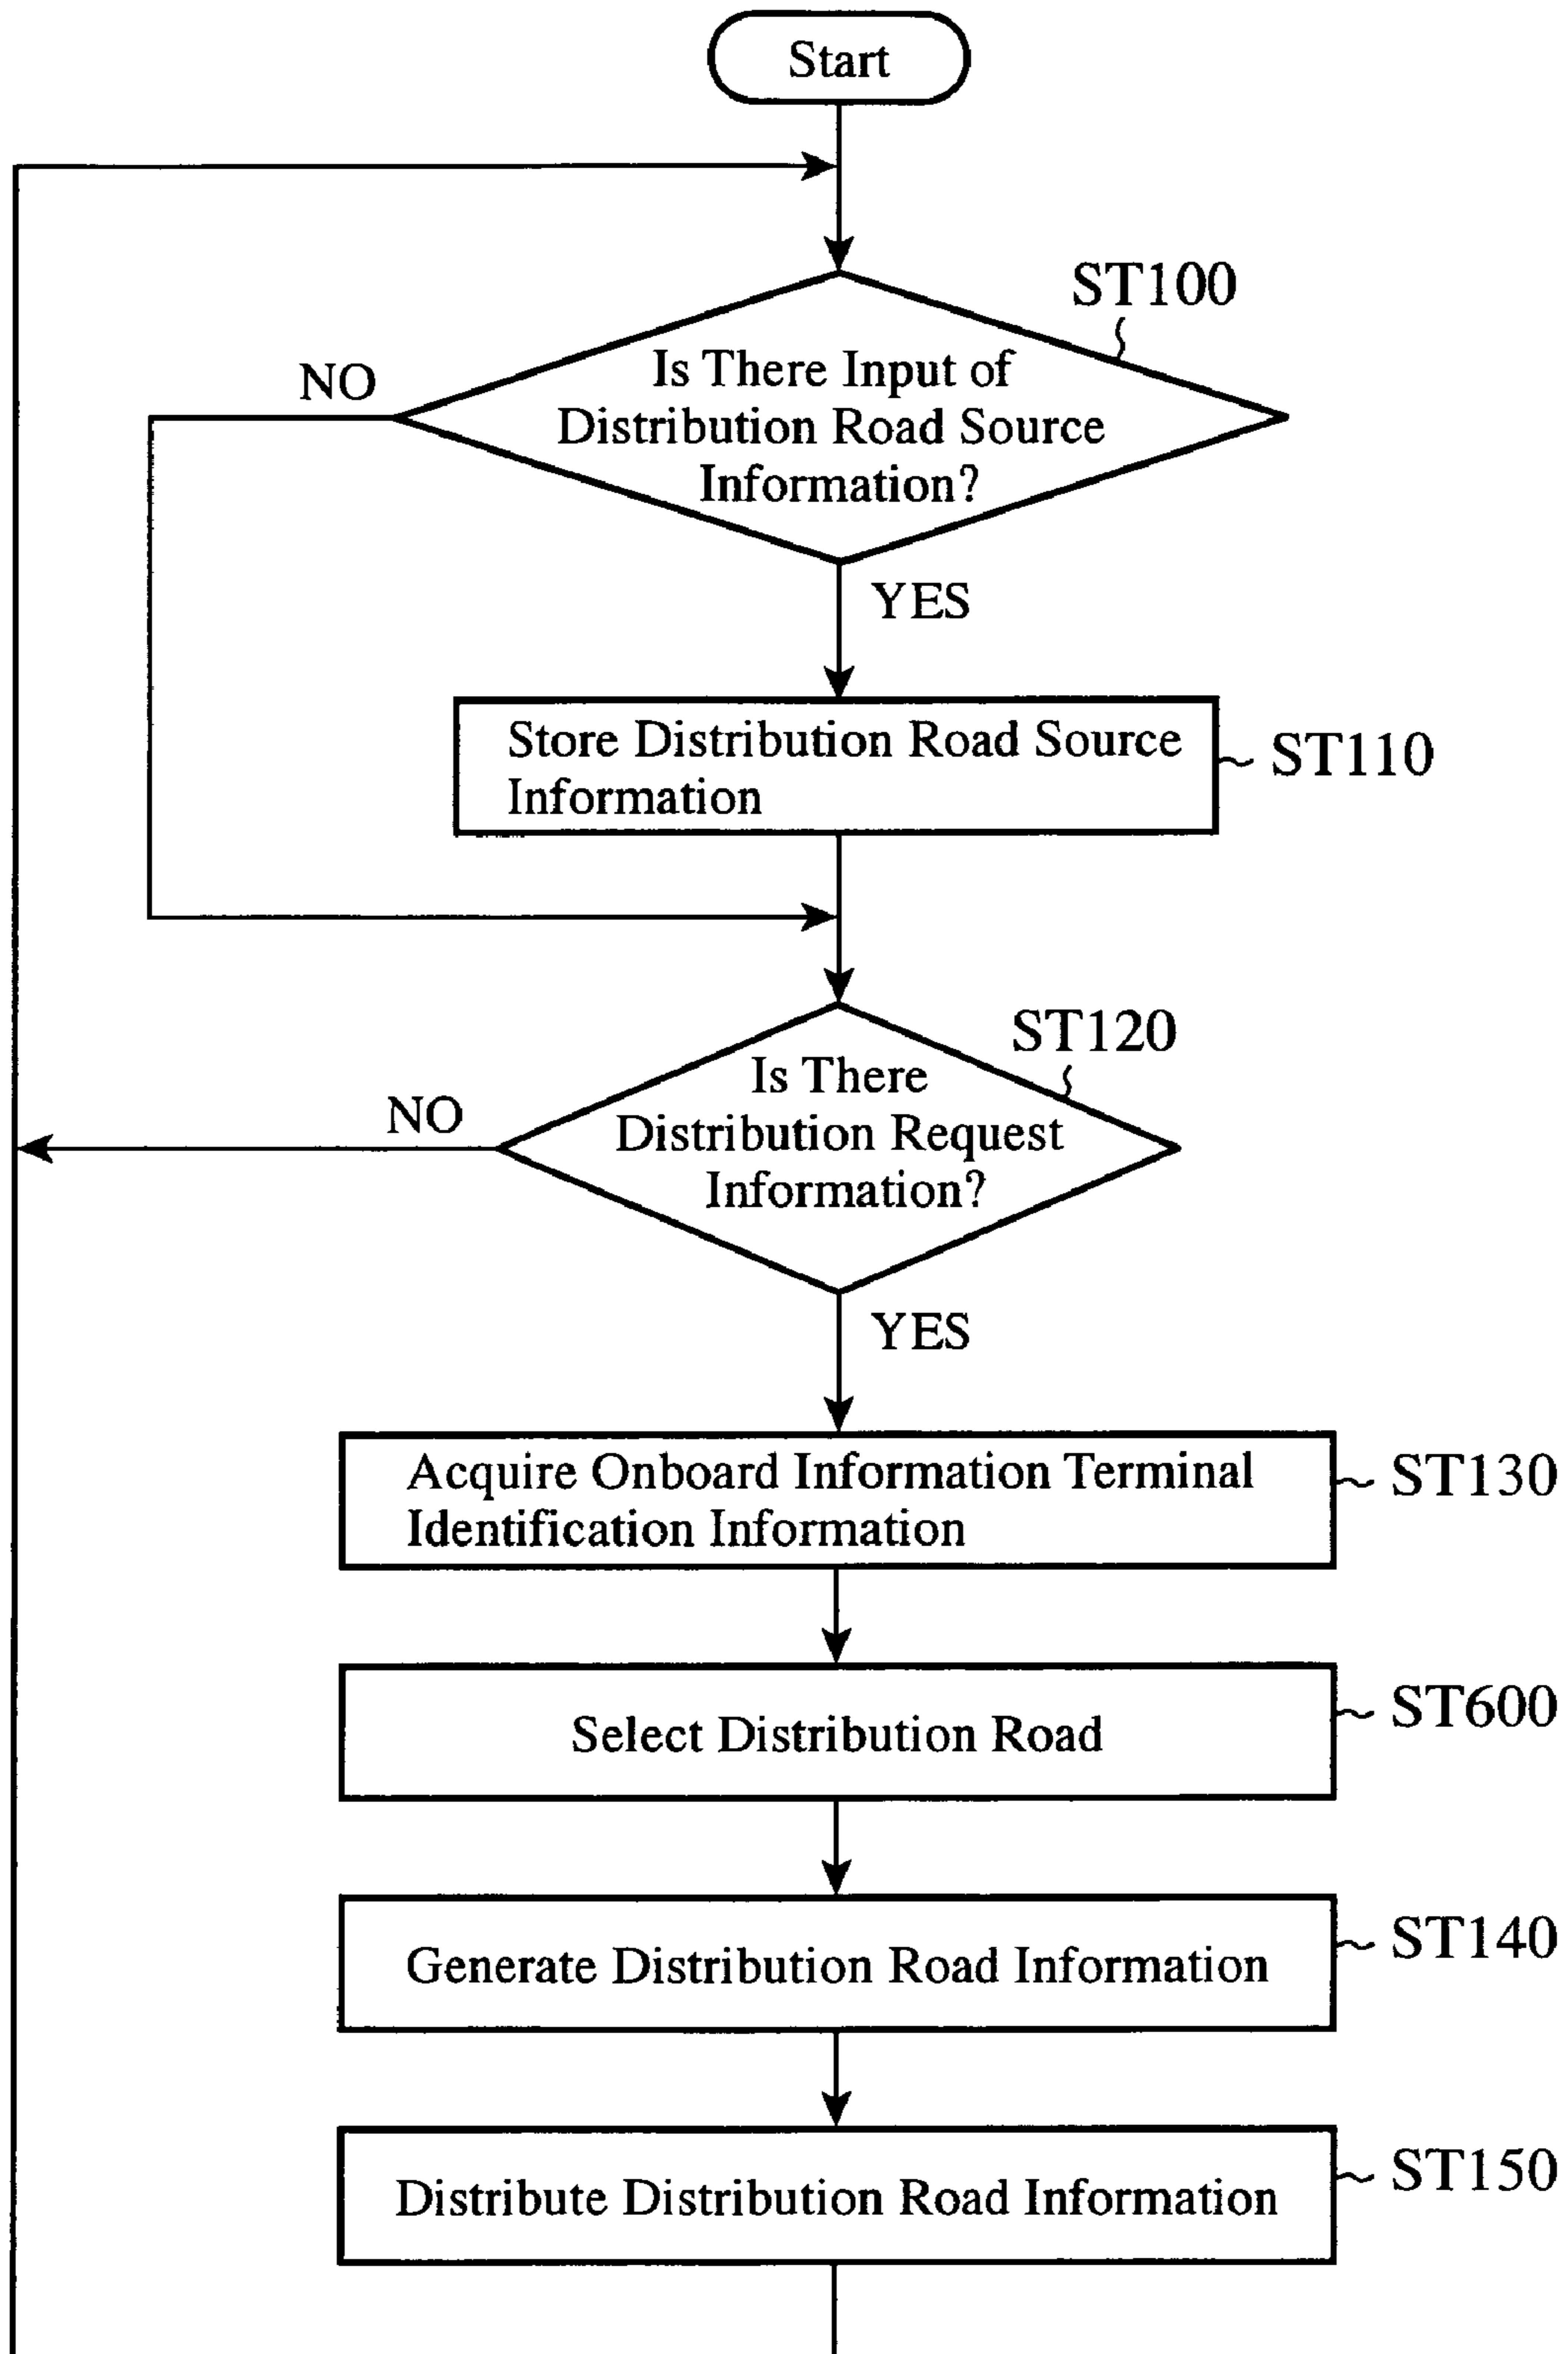 Start
ST100
Is There Input of
Distribution Road Source
Information?
NO
YES
Store Distribution Road Source
Information
ST110
ST120
Is There
Distribution Request
Information?
NO
YES
Acquire Onboard Information Terminal
Identification Information
ST130
Select Distribution Road
ST600
Generate Distribution Road Information
ST140
Distribute Distribution Road Information
ST150